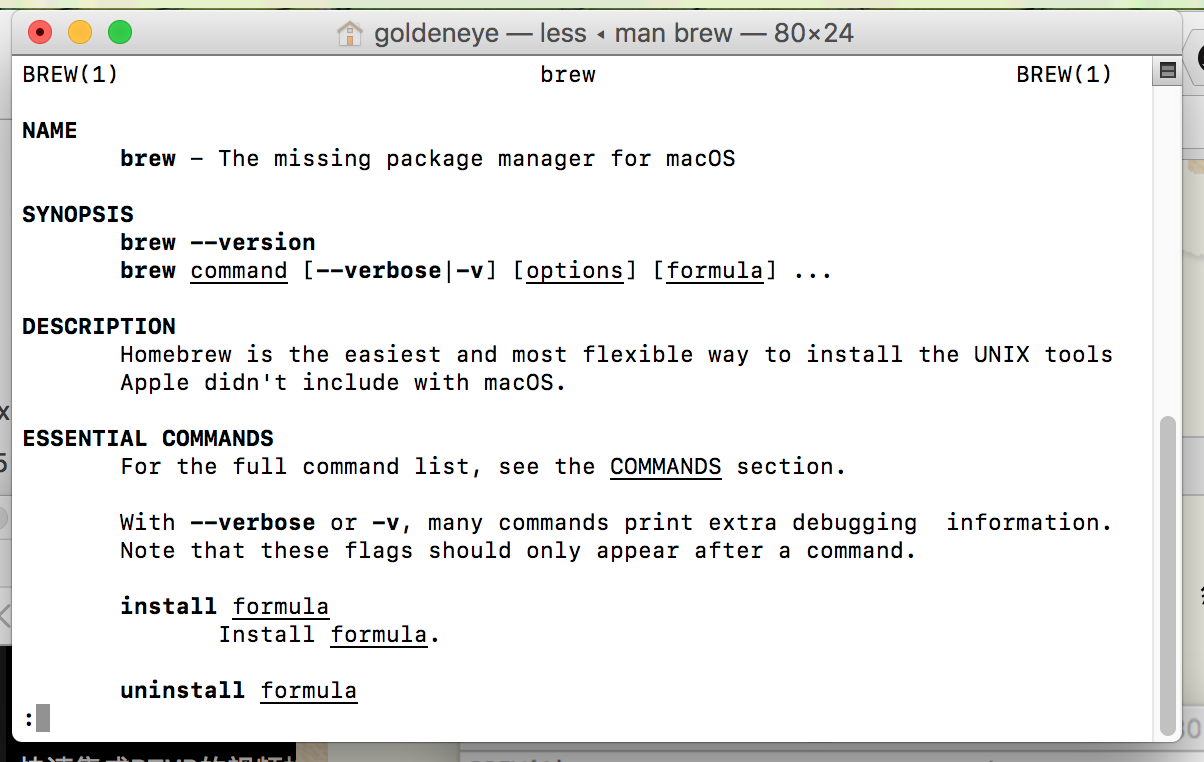 goldeneye — less ◂ man brew — 80×24
BREW(1) brew BREW(1)
NAME
brew – The missing package manager for macOS
SYNOPSIS
brew --version
brew command [--verbose|-v] [options] [formula] ...
DESCRIPTION
Homebrew is the easiest and most flexible way to install the UNIX tools
Apple didn't include with macOS.
ESSENTIAL COMMANDS
For the full command list, see the COMMANDS section.
With --verbose or -v, many commands print extra debugging  information.
Note that these flags should only appear after a command.
install formula
Install formula.
uninstall formula
: